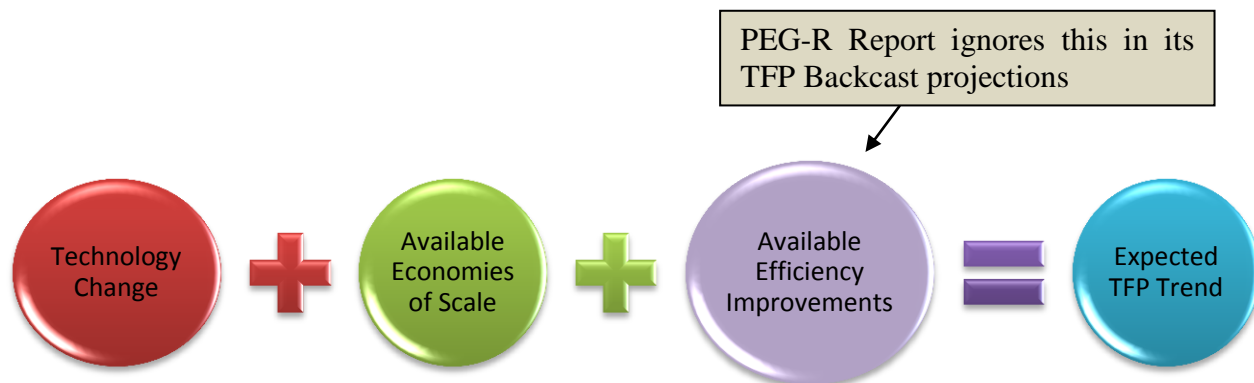 PEG-R Report ignores this in its
TFP Backcast projections
Technology
Change
Available
Economies
of Scale
Available
Efficiency
Improvements
Expected
TFP Trend